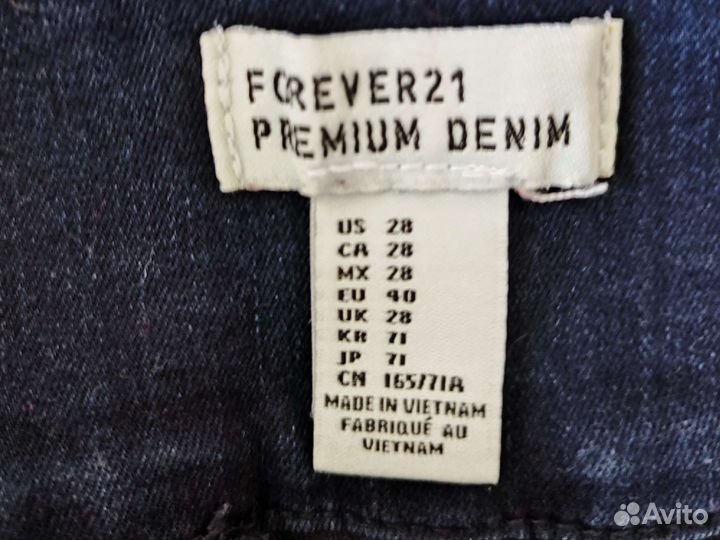 FOREVER21
PREMIUM DENIM
US 28
CA 28
MX 28
EU 40
UK 28
KR 71
JP 71
CN 165/71A
MADE IN VIETNAM
FABRIQUÉ AU
VIETNAM
Avito